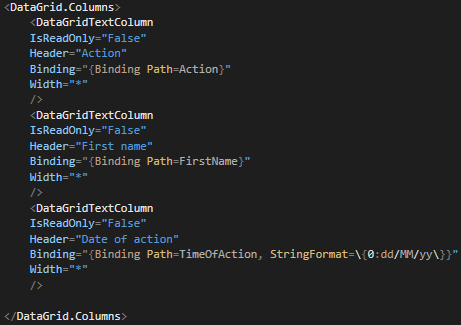 <DataGrid.Columns>
<DataGridTextColumn
IsReadOnly="False"
Header="Action"
Binding="{Binding Path=Action}"
Width="*"
/>
<DataGridTextColumn
IsReadOnly="False"
Header="First name"
Binding="{Binding Path=FirstName}"
Width="*"
/>
<DataGridTextColumn
IsReadOnly="False"
Header="Date of action"
Binding="{Binding Path=TimeOfAction, StringFormat=\{0:dd/MM/yy\}}"
Width="*"
/>
</DataGrid.Columns>